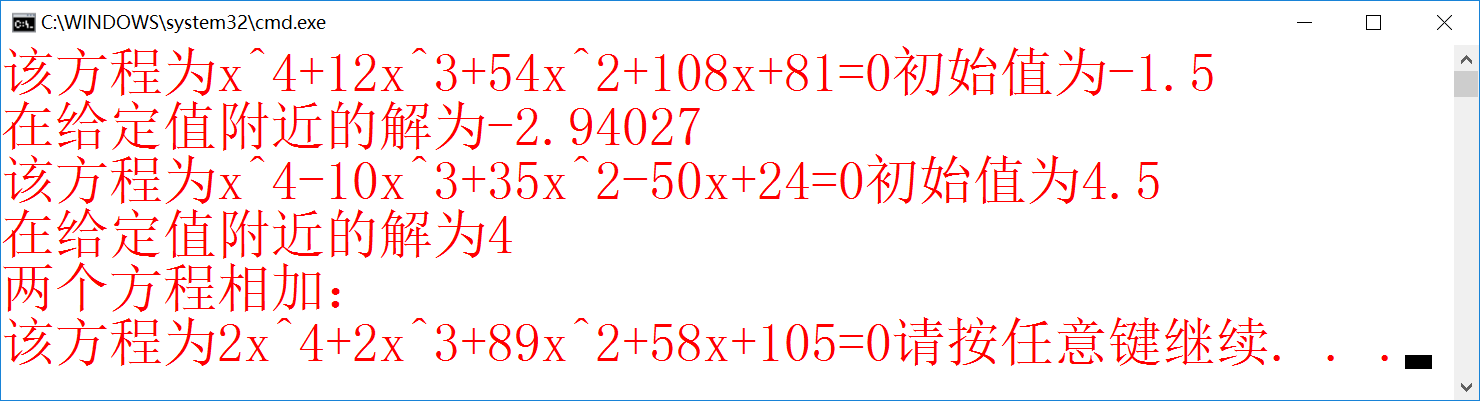 C:\WINDOWS\system32\cmd.exe
该方程为x^4+12x^3+54x^2+108x+81=0初始值为-1.5
在给定值附近的解为-2.94027
该方程为x^4-10x^3+35x^2-50x+24=0初始值为4.5
在给定值附近的解为4
两个方程相加：
该方程为2x^4+2x^3+89x^2+58x+105=0请按任意键继续. . .